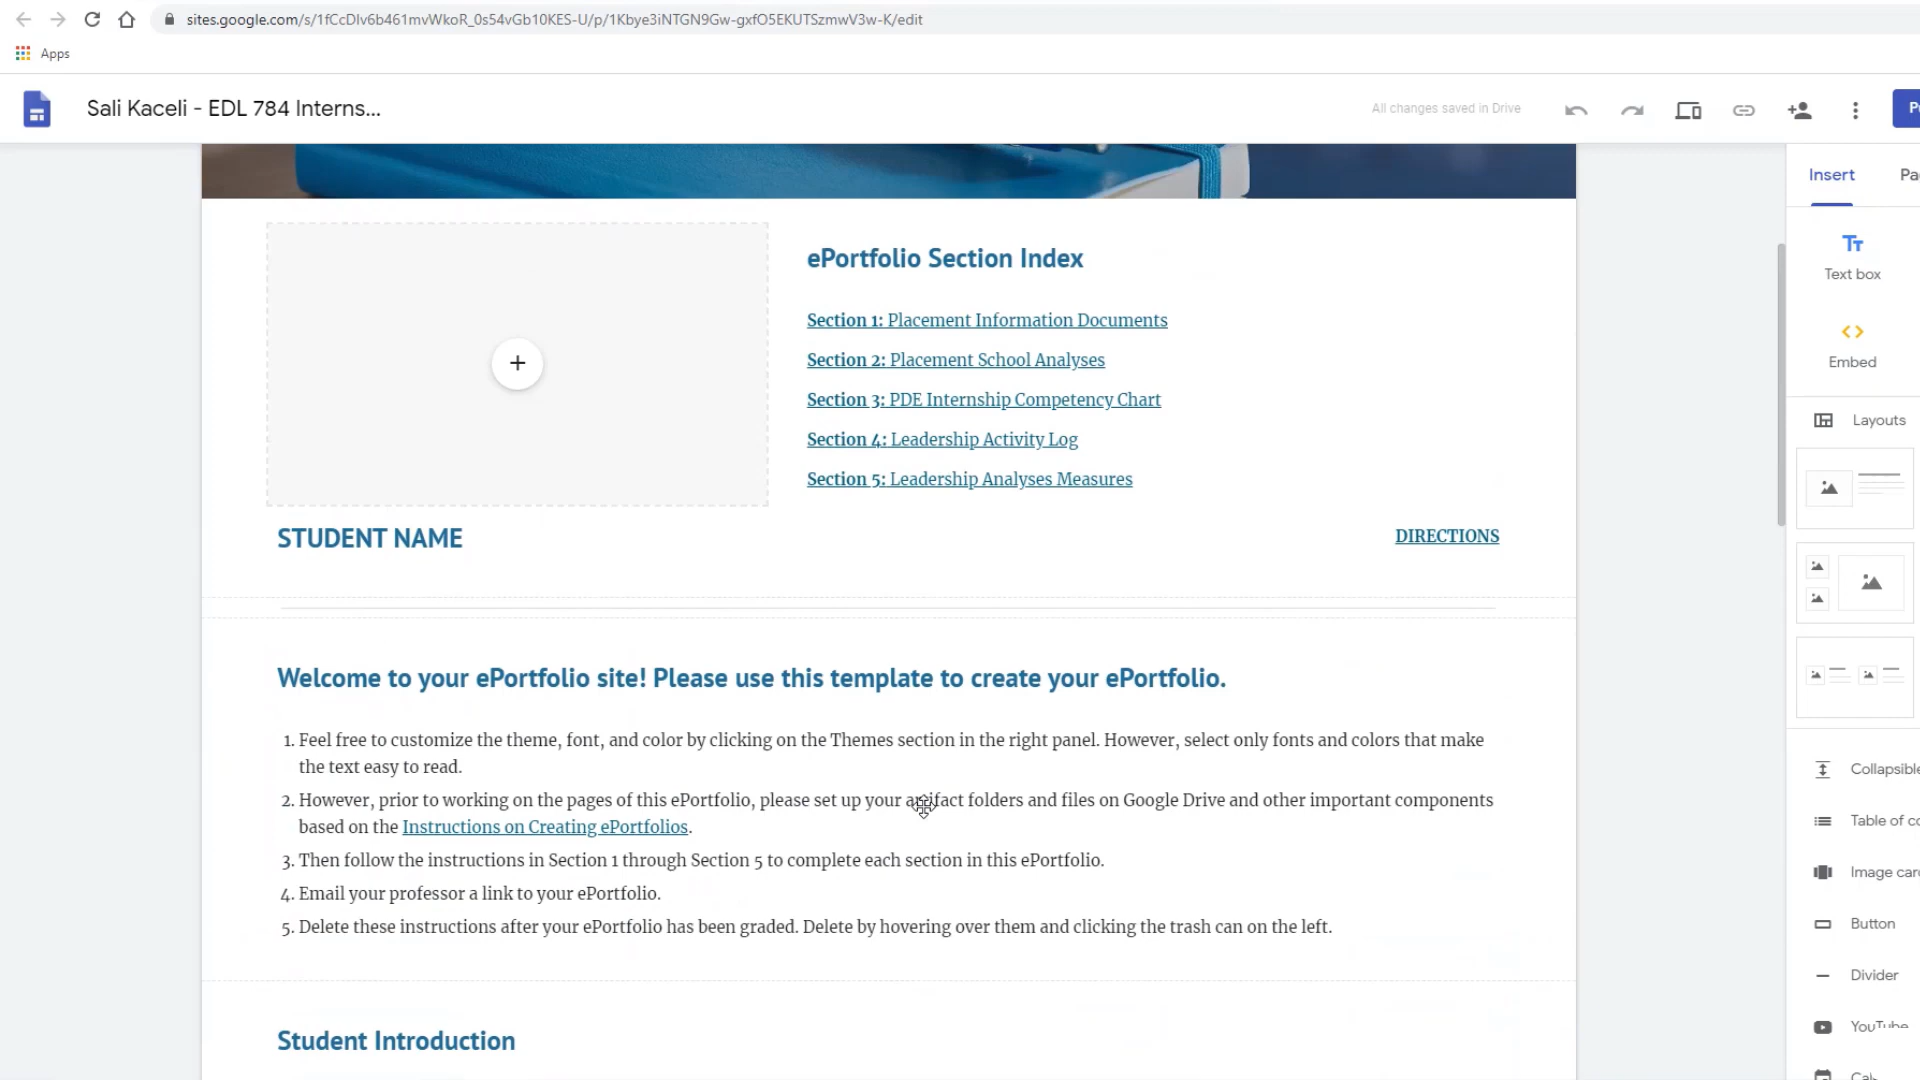 sites.google.com/s/1fCcDIv6b461mvWkoR_0s54vGb10KES-U/p/1Kbye3iNTGN9Gw-gxfO5EKUTSzmwV3w-K/edit
Apps
Sali Kaceli - EDL 784 Interns...
All changes saved in Drive
Insert
Text box
Embed
Layouts
ePortfolio Section Index
Section 1: Placement Information Documents
Section 2: Placement School Analyses
Section 3: PDE Internship Competency Chart
Section 4: Leadership Activity Log
Section 5: Leadership Analyses Measures
STUDENT NAME
DIRECTIONS
Welcome to your ePortfolio site! Please use this template to create your ePortfolio.
1. Feel free to customize the theme, font, and color by clicking on the Themes section in the right panel. However, select only fonts and colors that make
the text easy to read.
2. However, prior to working on the pages of this ePortfolio, please set up your artifact folders and files on Google Drive and other important components
based on the Instructions on Creating ePortfolios.
3. Then follow the instructions in Section 1 through Section 5 to complete each section in this ePortfolio.
4. Email your professor a link to your ePortfolio.
5. Delete these instructions after your ePortfolio has been graded. Delete by hovering over them and clicking the trash can on the left.
Student Introduction
Collapsible
Table of co
Image car
Button
Divider
YouTube